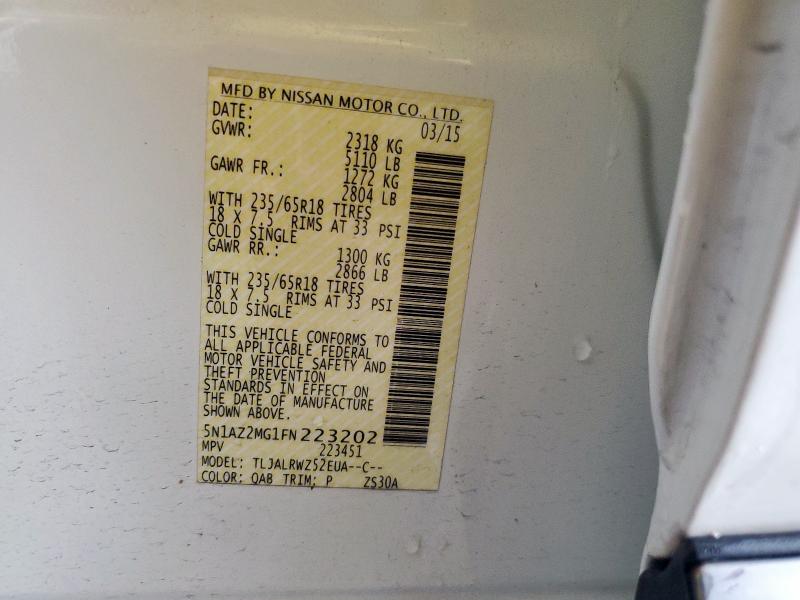 MFD BY NISSAN MOTOR CO., LTD.
DATE: 03/15
GVWR: 2318 KG
5110 LB
GAWR FR.: 1272 KG
2804 LB
WITH 235/65R18 TIRES
18 X 7.5 RIMS AT 33 PSI
COLD SINGLE
GAWR RR.: 1300 KG
2866 LB
WITH 235/65R18 TIRES
18 X 7.5 RIMS AT 33 PSI
COLD SINGLE
THIS VEHICLE CONFORMS TO
ALL APPLICABLE FEDERAL
MOTOR VEHICLE SAFETY AND
THEFT PREVENTION
STANDARDS IN EFFECT ON
THE DATE OF MANUFACTURE
SHOWN ABOVE.
5N1AZ2MG1FN223202
MPV 223451
MODEL: TLJALRWZ52EUA--C--
COLOR: QAB TRIM: P ZS30A